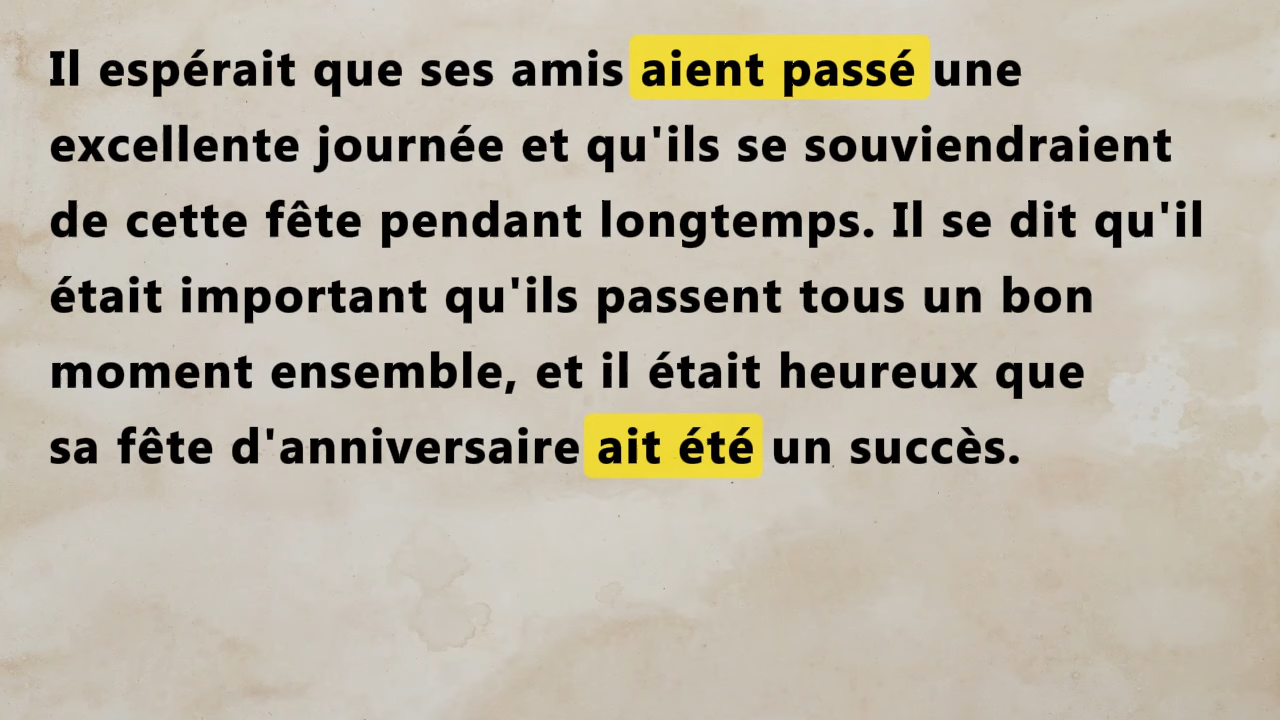 Il espérait que ses amis aient passé une
excellente journée et qu'ils se souviendraient
de cette fête pendant longtemps. Il se dit qu'il
était important qu'ils passent tous un bon
moment ensemble, et il était heureux que
sa fête d'anniversaire ait été un succès.